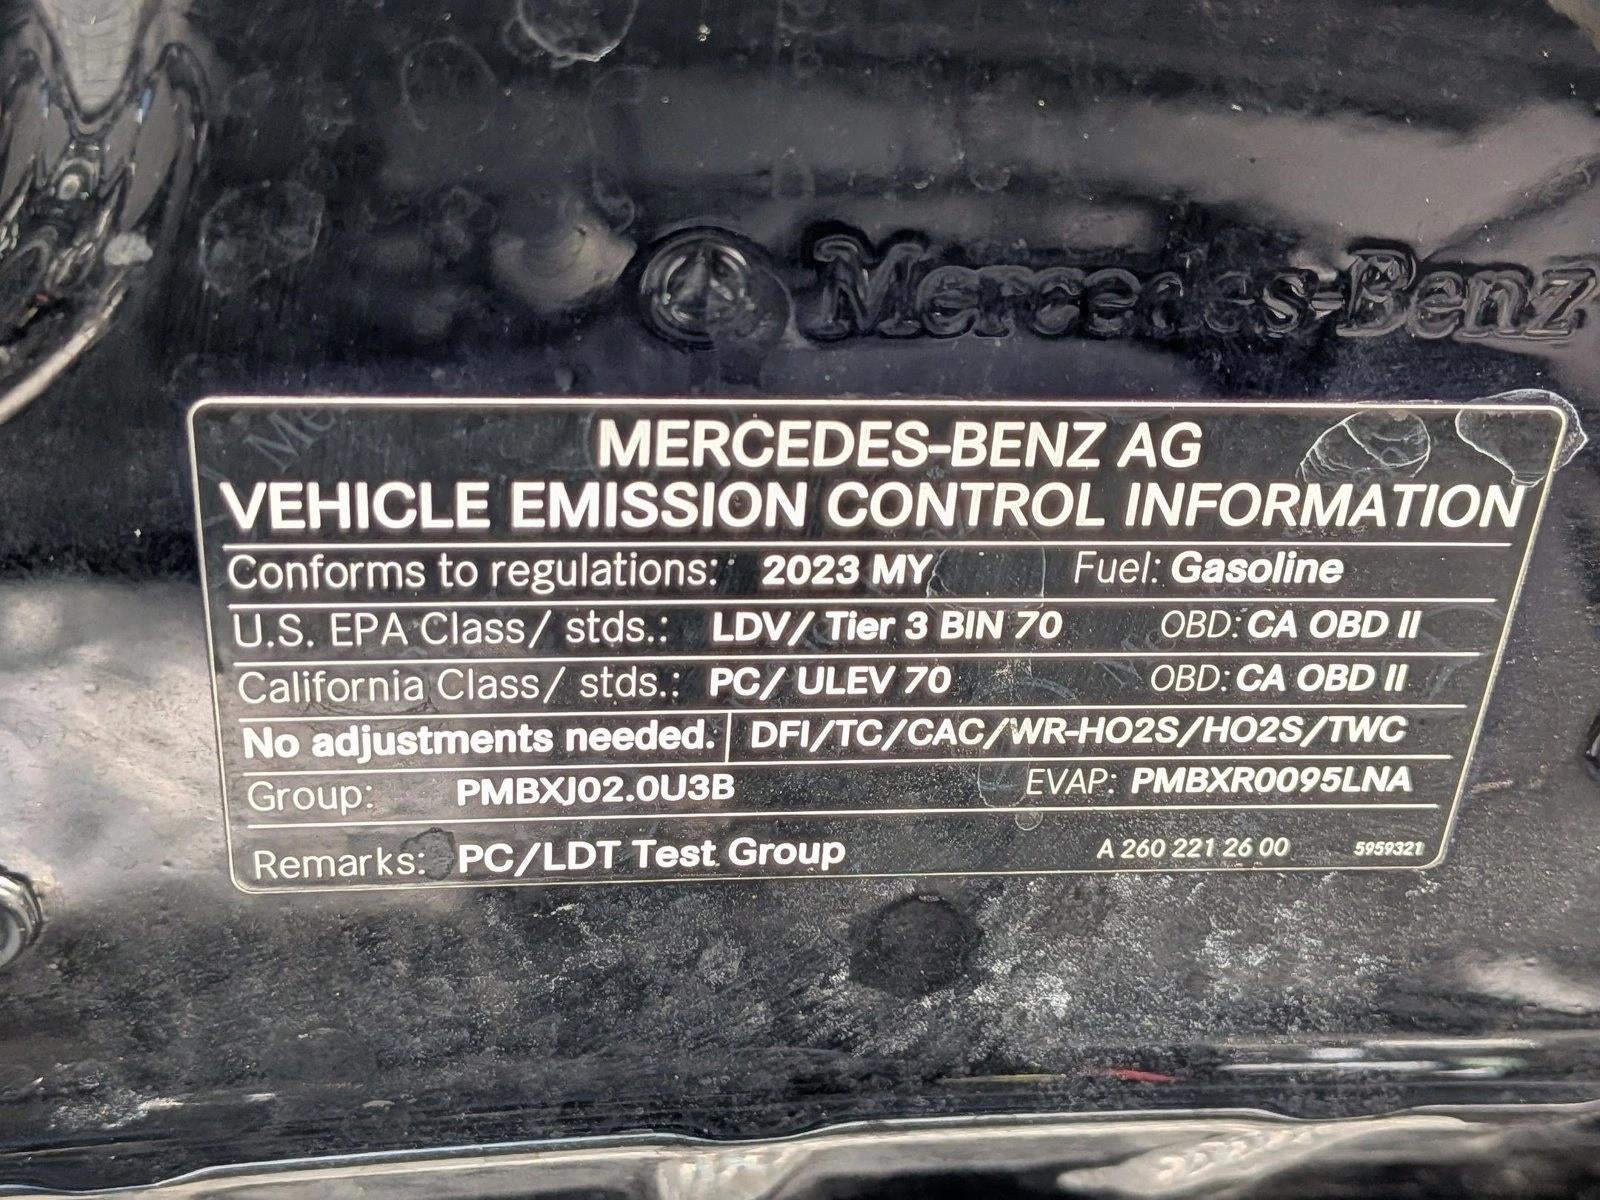 Mercedes-Benz
MERCEDES-BENZ AG
VEHICLE EMISSION CONTROL INFORMATION
Conforms to regulations: 2023 MY Fuel: Gasoline
U.S. EPA Class/ stds.: LDV/ Tier 3 BIN 70 OBD: CA OBD II
California Class/ stds.: PC/ ULEV 70 OBD: CA OBD II
No adjustments needed. DFI/TC/CAC/WR-HO2S/HO2S/TWC
Group: PMBXJ02.0U3B EVAP: PMBXR0095LNA
Remarks: PC/LDT Test Group A 260 221 26 00 5959321